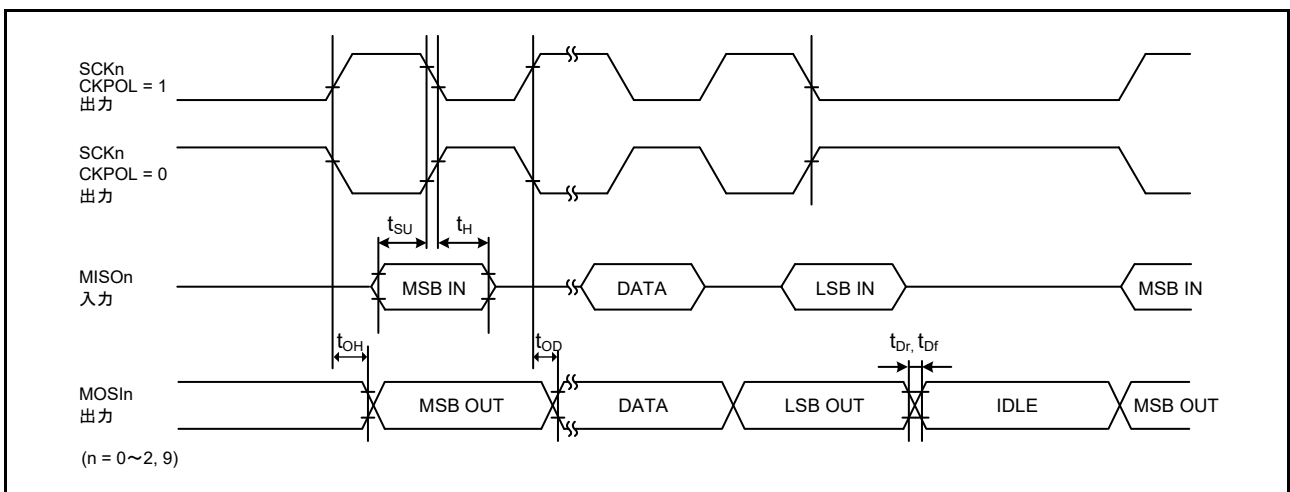 SCKn
CKPOL = 1
出力
SCKn
CKPOL = 0
出力
tSU
tH
MISOn
入力
MSB IN
DATA
LSB IN
MSB IN
tOH
tOD
tDr, tDf
MOSIn
出力
MSB OUT
DATA
LSB OUT
IDLE
MSB OUT
(n = 0～2, 9)